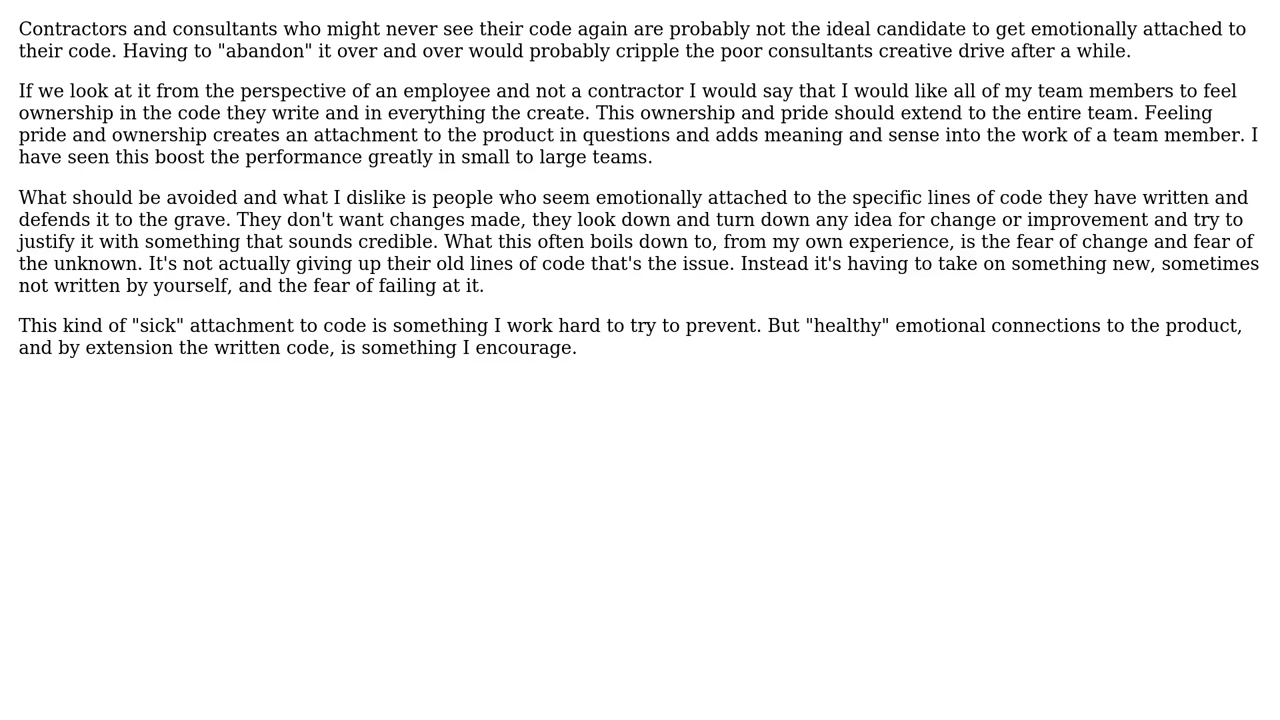 Contractors and consultants who might never see their code again are probably not the ideal candidate to get emotionally attached to
their code. Having to "abandon" it over and over would probably cripple the poor consultants creative drive after a while.
If we look at it from the perspective of an employee and not a contractor I would say that I would like all of my team members to feel
ownership in the code they write and in everything the create. This ownership and pride should extend to the entire team. Feeling
pride and ownership creates an attachment to the product in questions and adds meaning and sense into the work of a team member. I
have seen this boost the performance greatly in small to large teams.
What should be avoided and what I dislike is people who seem emotionally attached to the specific lines of code they have written and
defends it to the grave. They don't want changes made, they look down and turn down any idea for change or improvement and try to
justify it with something that sounds credible. What this often boils down to, from my own experience, is the fear of change and fear of
the unknown. It's not actually giving up their old lines of code that's the issue. Instead it's having to take on something new, sometimes
not written by yourself, and the fear of failing at it.
This kind of "sick" attachment to code is something I work hard to try to prevent. But "healthy" emotional connections to the product,
and by extension the written code, is something I encourage.